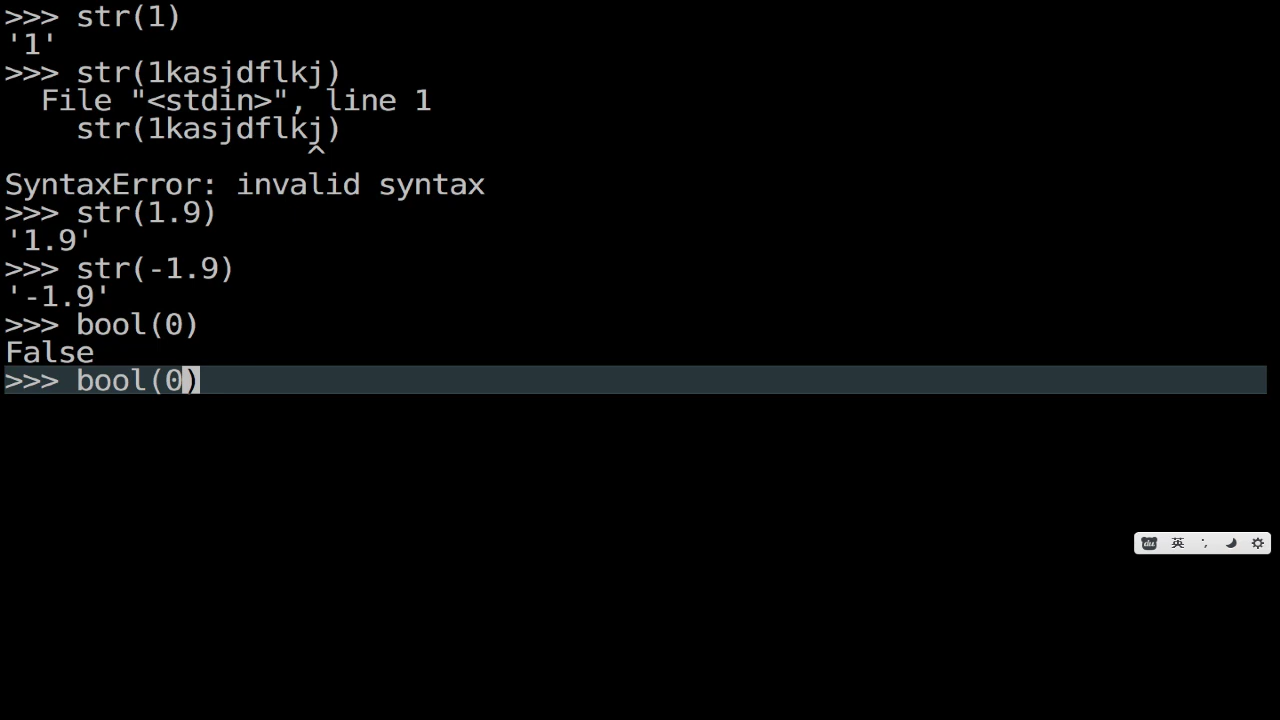 >>> str(1)
'1'
>>> str(1kasjdflkj)
  File "<stdin>", line 1
    str(1kasjdflkj)
                 ^
SyntaxError: invalid syntax
>>> str(1.9)
'1.9'
>>> str(-1.9)
'-1.9'
>>> bool(0)
False
>>> bool(0)
du 英 ',